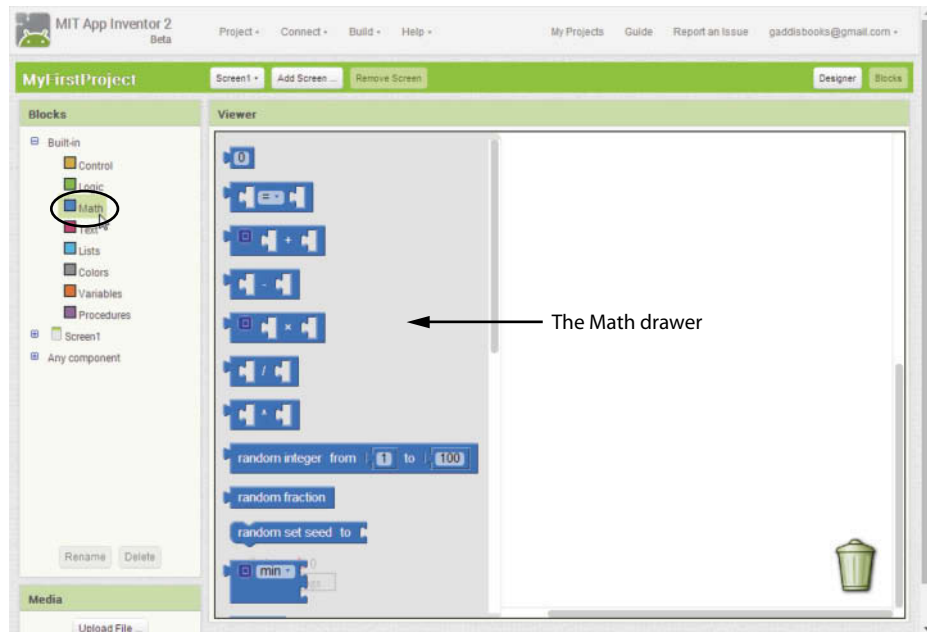 MIT App Inventor 2
Beta
Project Connect Build Help
My Projects Guide Report an Issue gaddisbooks@gmail.com
MyFirstProject
Screen1 Add Screen ... Remove Screen
Designer Blocks
Blocks
Viewer
Built-in
Control
Logic
Math
Text
Lists
Colors
Variables
Procedures
Screen1
Any component
Rename Delete
Media
Upload File ...
0
=
+
-
×
/
^
random integer from 1 to 100
random fraction
random set seed to
min
0
The Math drawer